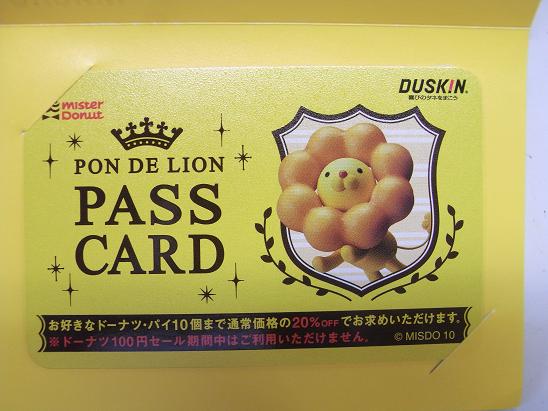 mister
Donut
DUSKIN®
喜びのタネをまこう
PON DE LION
PASS
CARD
お好きなドーナツ・パイ10個まで通常価格の20%OFFでお求めいただけます。
※ドーナツ100円セール期間中はご利用いただけません。
© MISDO 10